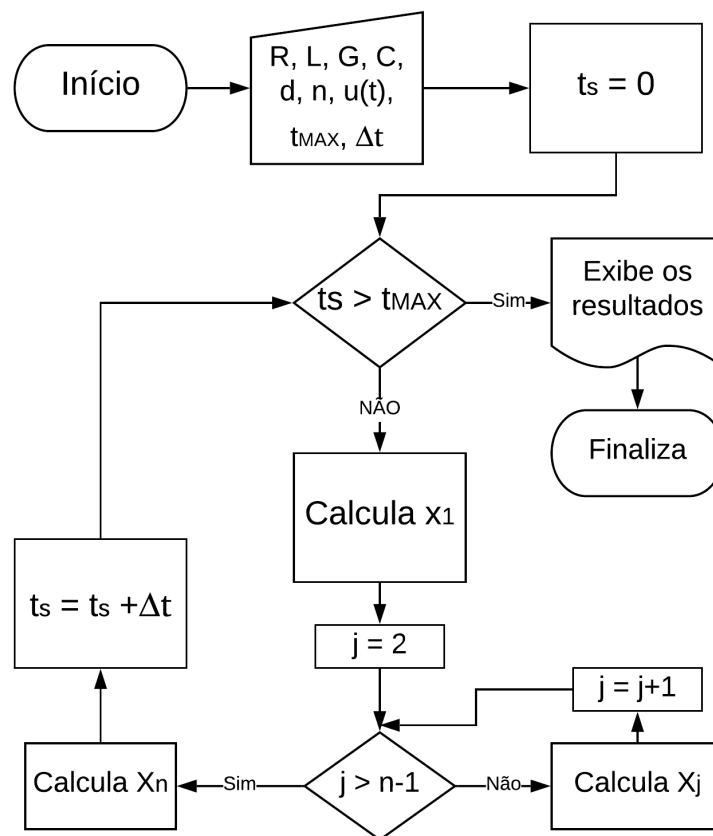 Início
R, L, G, C,
d, n, u(t),
tMAX, Δt
ts = 0
ts > tMAX
Sim
Exibe os
resultados
Finaliza
NÃO
Calcula x1
j = 2
j > n-1
Não
Calcula Xj
j = j+1
Sim
Calcula Xn
ts = ts +Δt